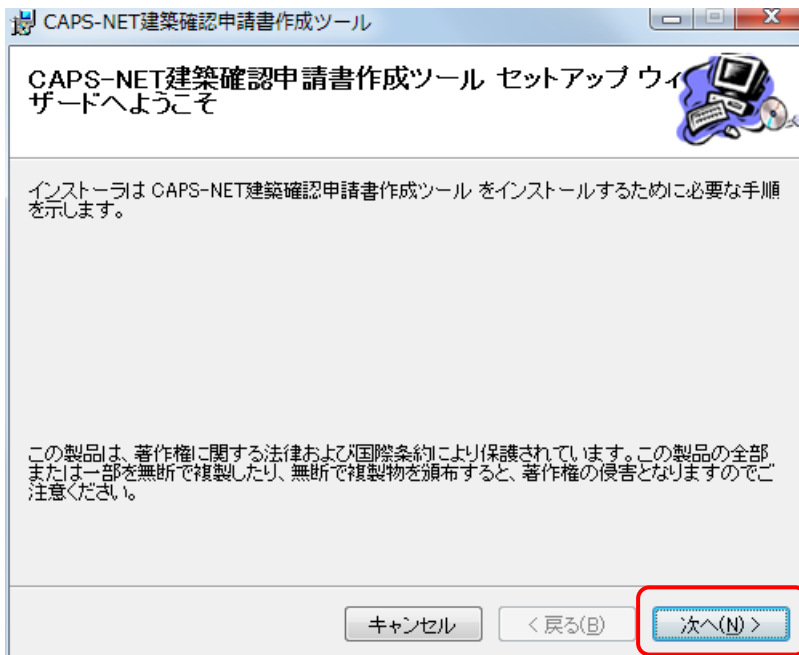 CAPS-NET建築確認申請書作成ツール
CAPS-NET建築確認申請書作成ツール セットアップ ウィ
ザードへようこそ
インストーラは CAPS-NET建築確認申請書作成ツール をインストールするために必要な手順
を示します。
この製品は、著作権に関する法律および国際条約により保護されています。この製品の全部
または一部を無断で複製したり、無断で複製物を頒布すると、著作権の侵害となりますのでご
注意ください。
キャンセル
< 戻る(B)
次へ(N) >